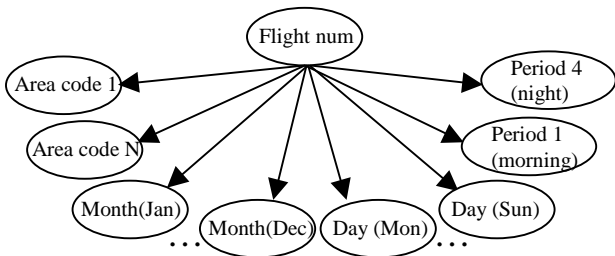 Flight num
Area code 1
Period 4
(night)
Area code N
Period 1
(morning)
Month(Jan)
Month(Dec)
Day (Mon)
Day (Sun)
...
...